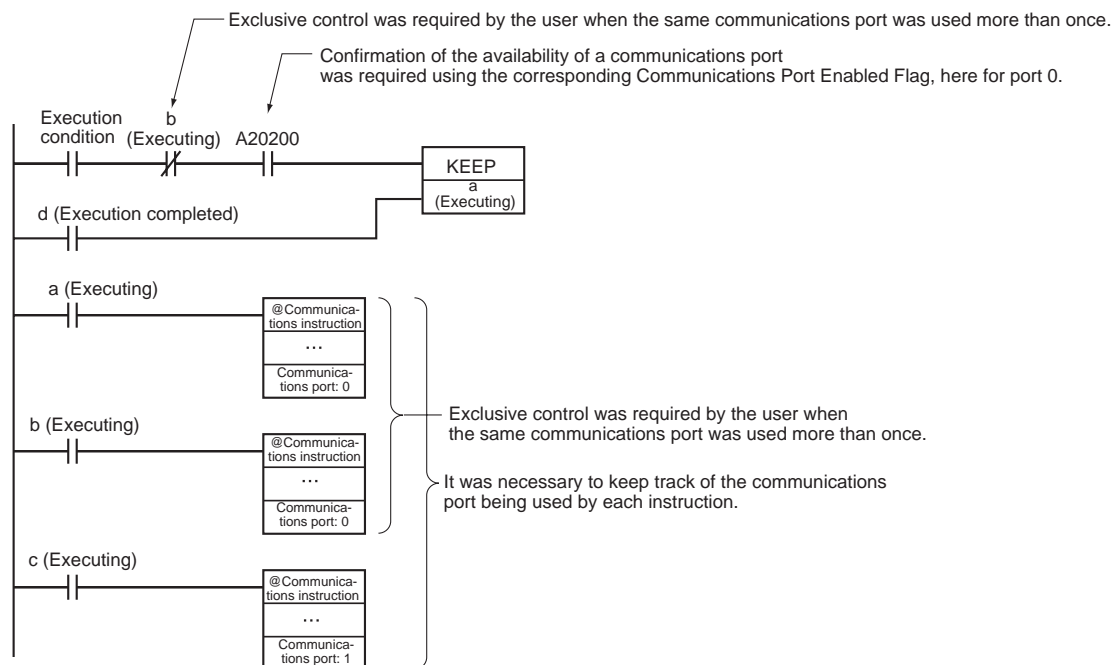 Exclusive control was required by the user when the same communications port was used more than once.
Confirmation of the availability of a communications port
was required using the corresponding Communications Port Enabled Flag, here for port 0.
Execution
condition
b
(Executing)
A20200
KEEP
a
(Executing)
d (Execution completed)
a (Executing)
@Communica-
tions instruction
...
Communica-
tions port: 0
Exclusive control was required by the user when
the same communications port was used more than once.
b (Executing)
@Communica-
tions instruction
...
Communica-
tions port: 0
It was necessary to keep track of the communications
port being used by each instruction.
c (Executing)
@Communica-
tions instruction
...
Communica-
tions port: 1